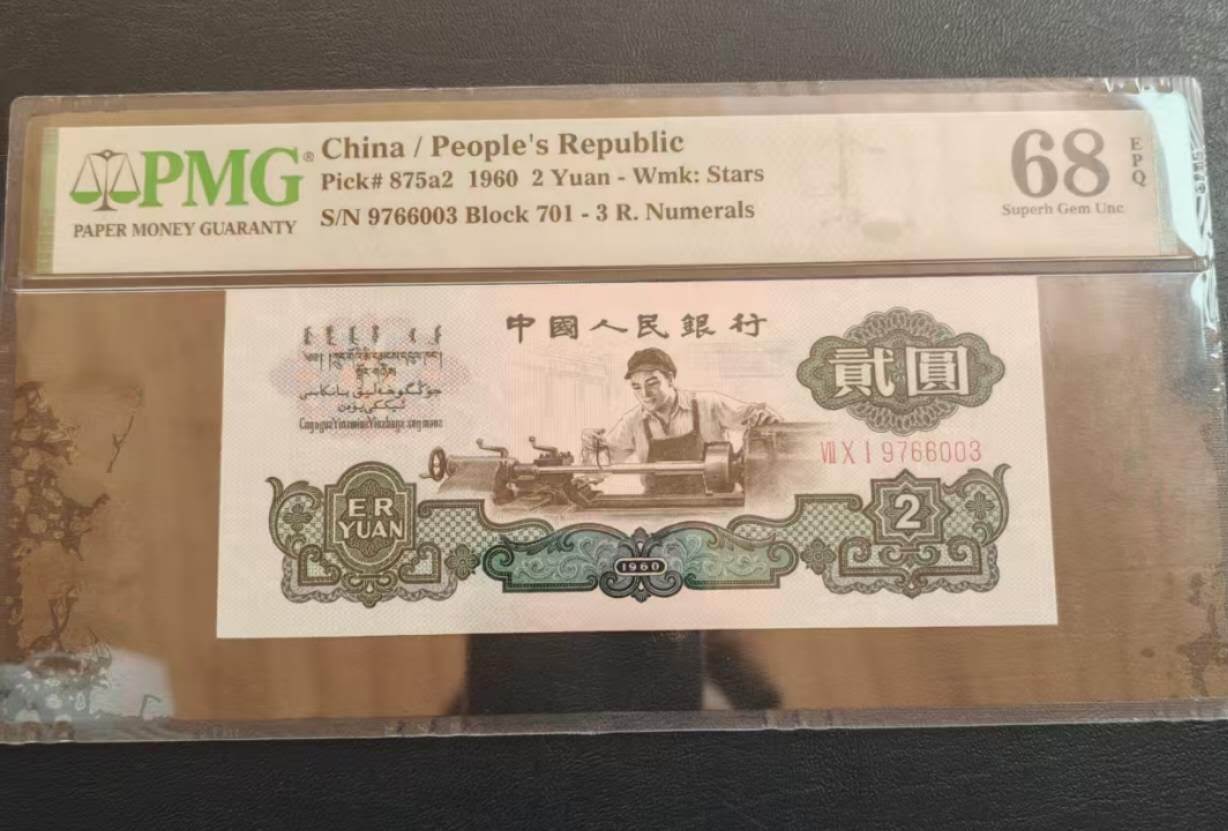 PMG®
PAPER MONEY GUARANTY
China / People's Republic
Pick# 875a2 1960 2 Yuan - Wmk: Stars
S/N 9766003 Block 701 - 3 R. Numerals
68
EPQ
Superb Gem Unc
中國人民銀行
貳圓
VIII X I 9766003
ER
YUAN
2
1960